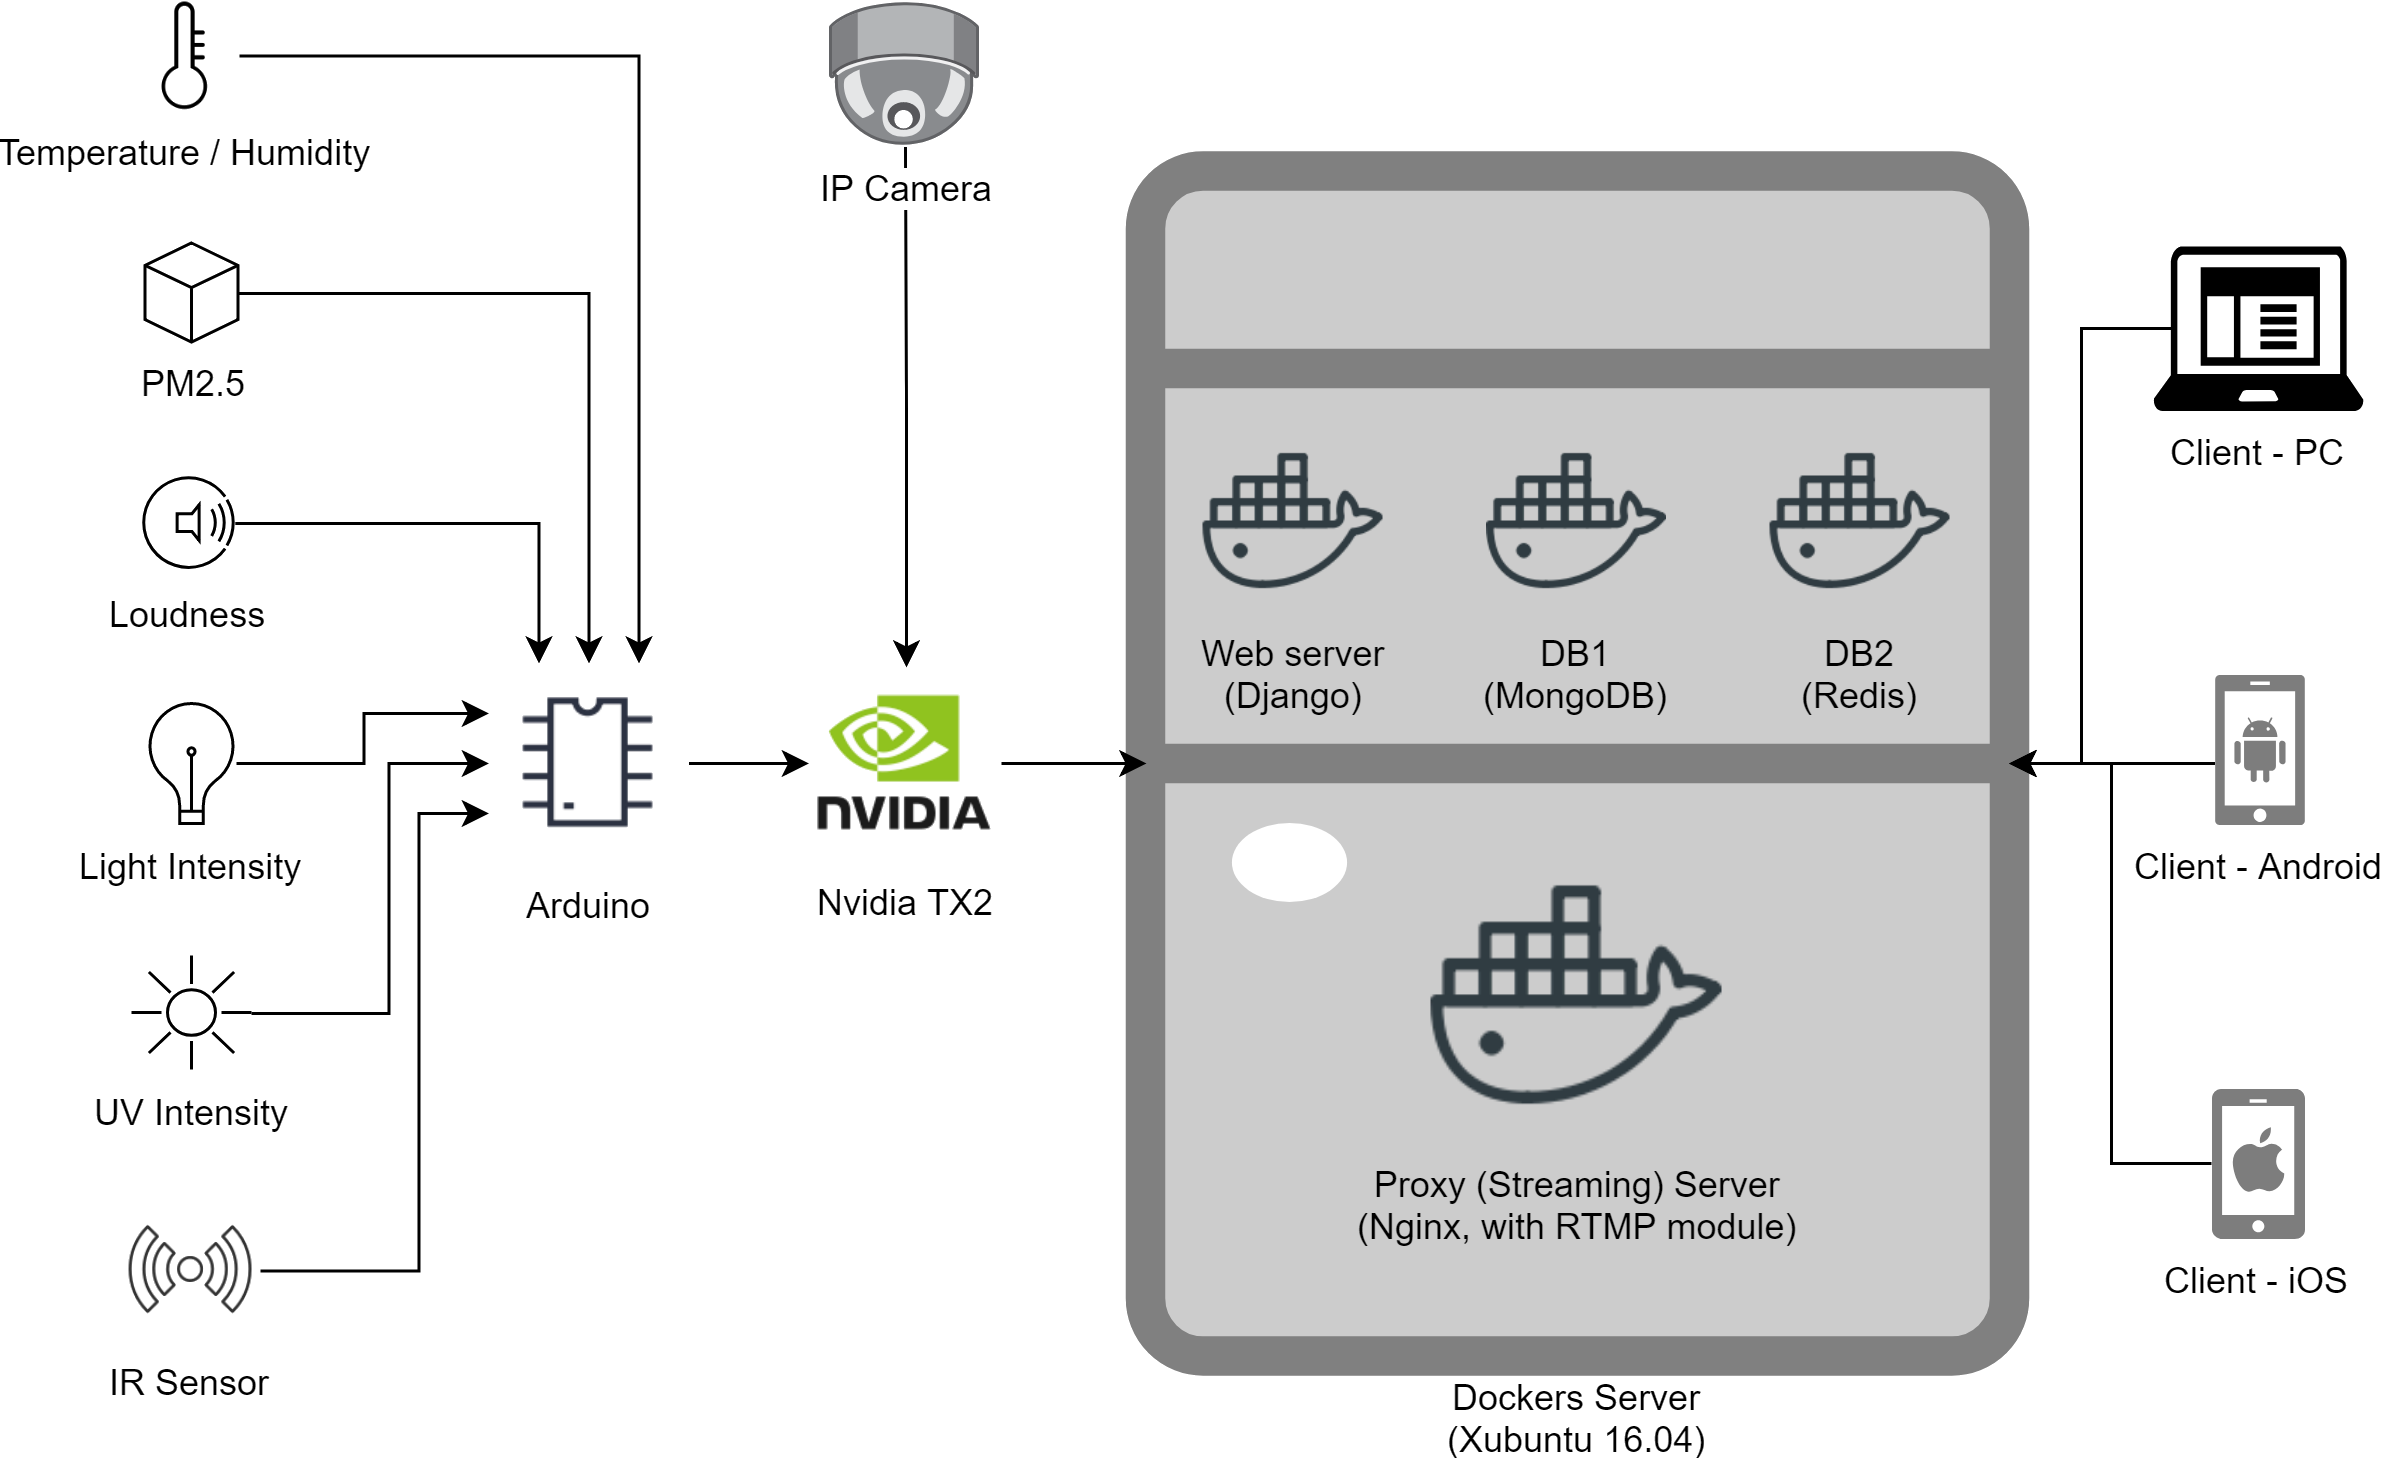 Temperature / Humidity
IP Camera
PM2.5
Client - PC
Loudness
Web server
(Django)
DB1
(MongoDB)
DB2
(Redis)
NVIDIA
Light Intensity
Arduino
Nvidia TX2
Client - Android
UV Intensity
Proxy (Streaming) Server
(Nginx, with RTMP module)
Client - iOS
IR Sensor
Dockers Server
(Xubuntu 16.04)